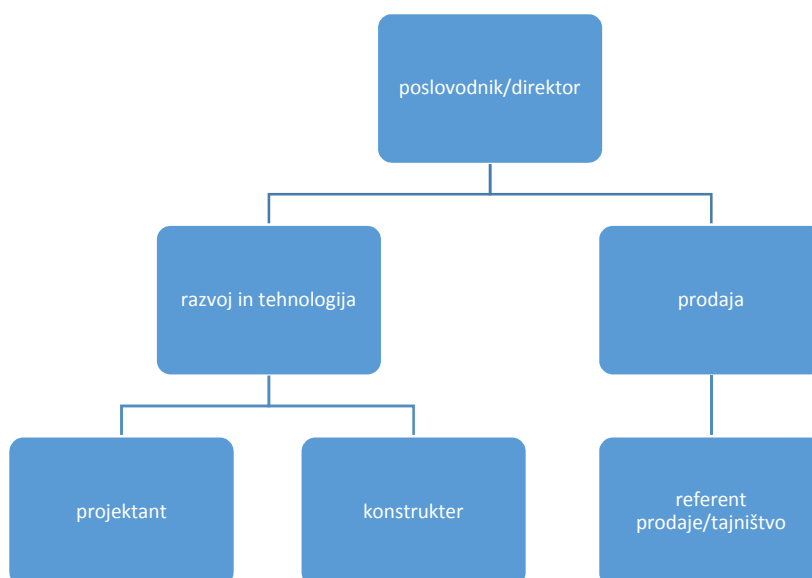 poslovodnik/direktor
razvoj in tehnologija
prodaja
projektant
konstrukter
referent
prodaje/tajništvo